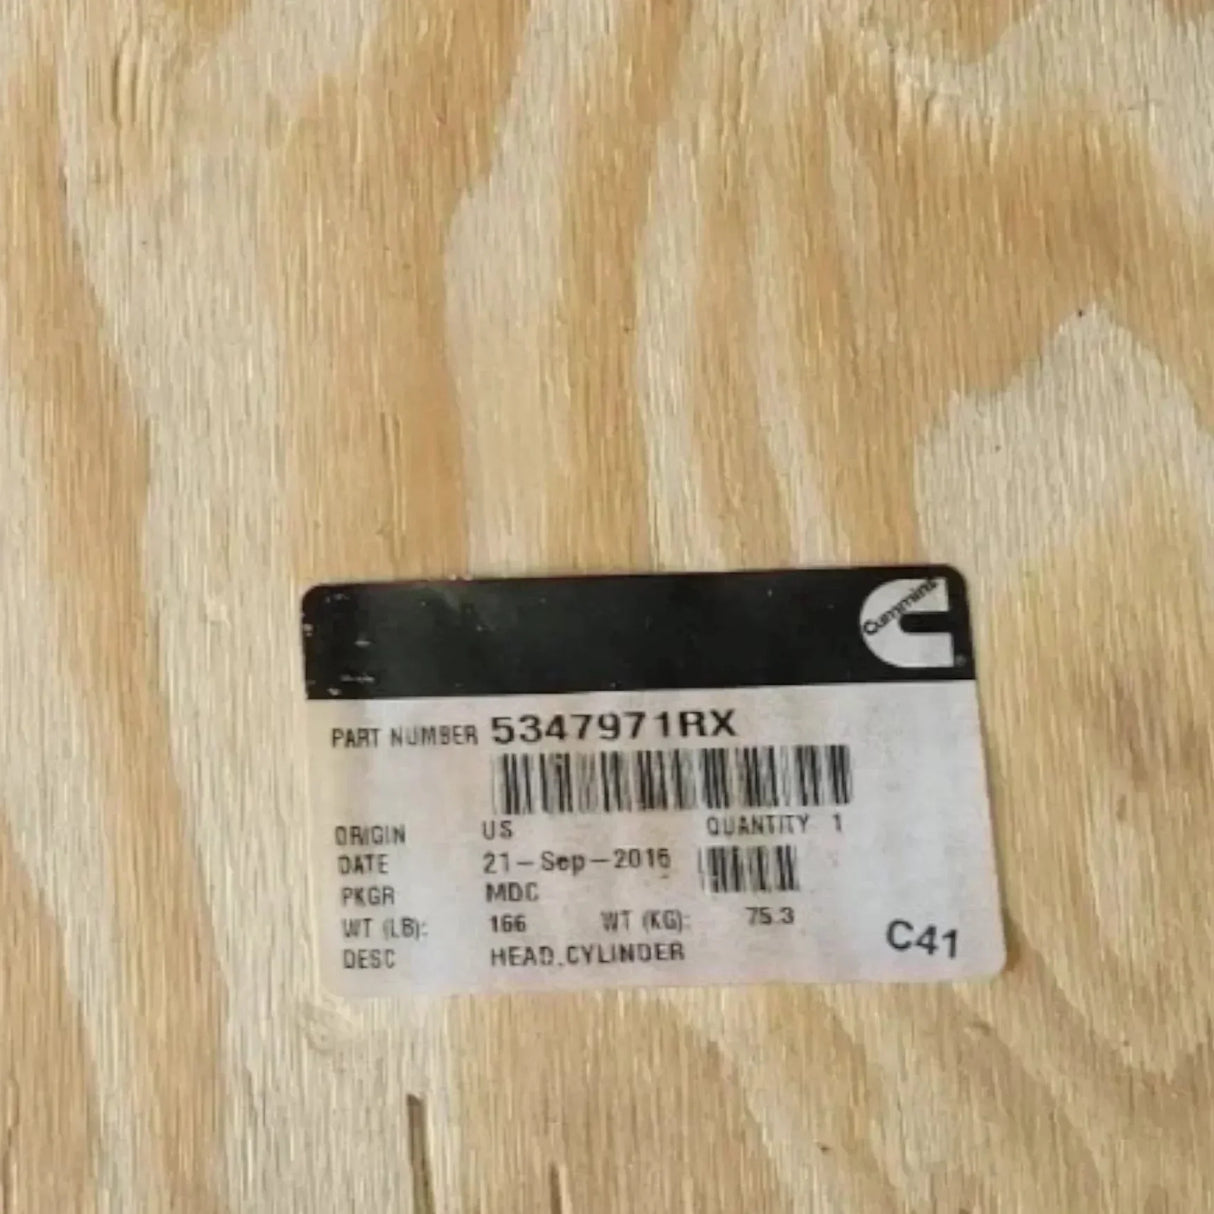 Cummins
PART NUMBER 5347971RX
ORIGIN US QUANTITY 1
DATE 21-Sep-2016
PKGR MDC
WT (LB): 166 WT (KG): 75.3
DESC HEAD,CYLINDER
C41